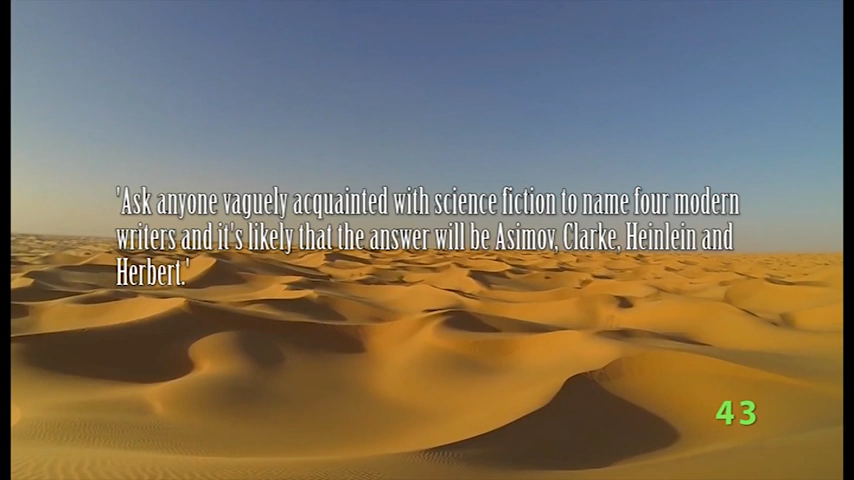 'Ask anyone vaguely acquainted with science fiction to name four modern
writers and it's likely that the answer will be Asimov, Clarke, Heinlein and
Herbert.'
43